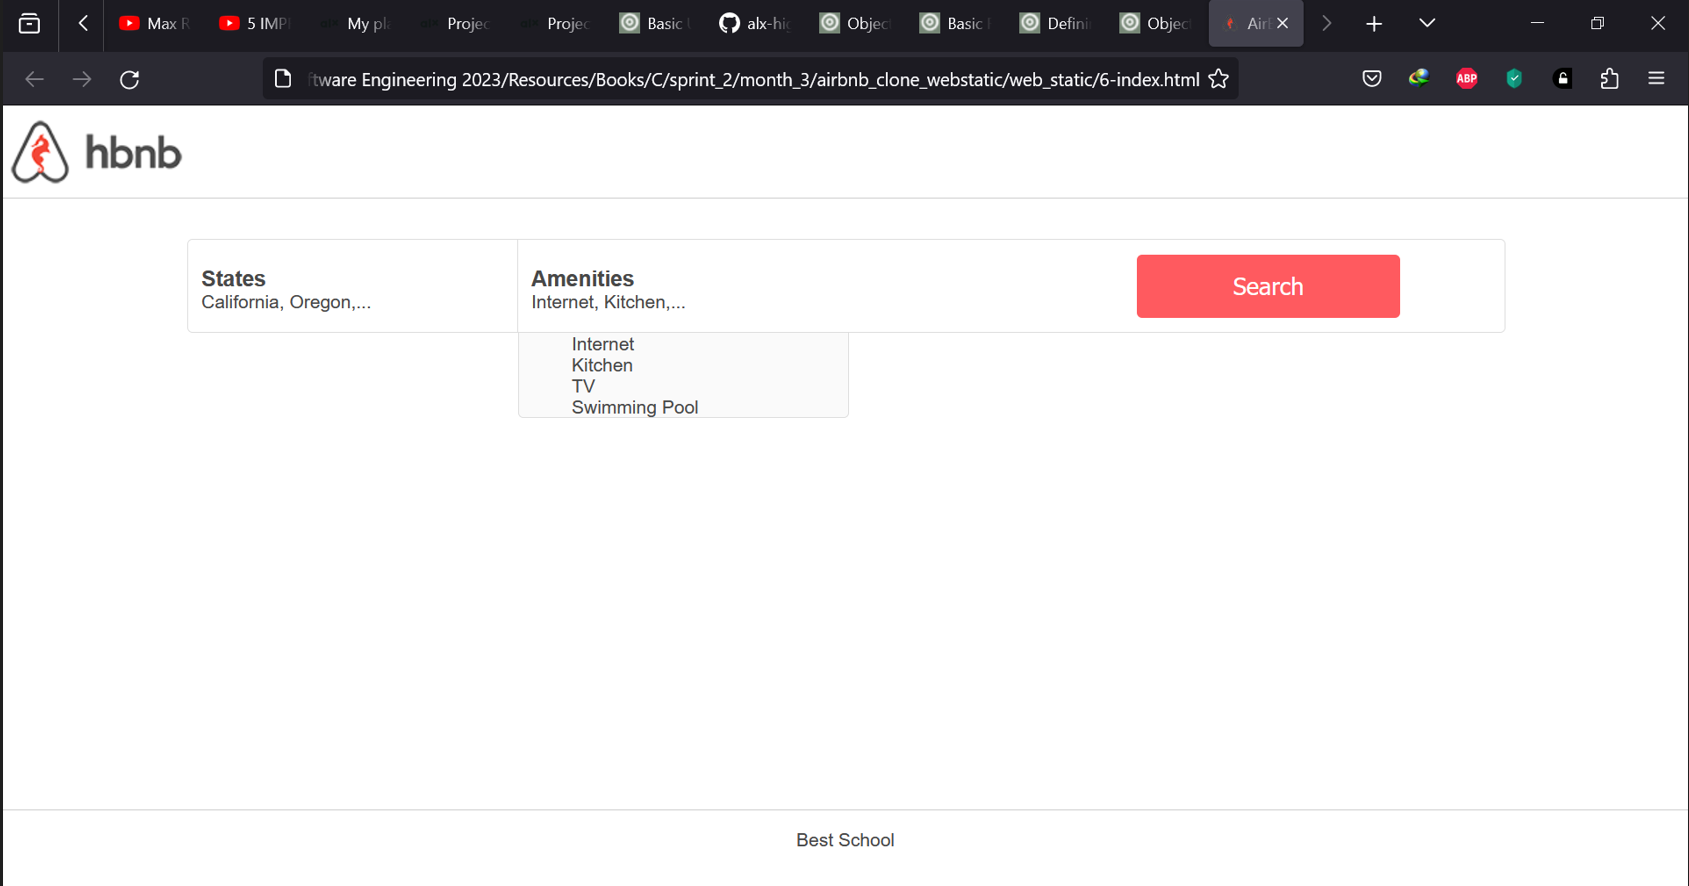 Max
5 IMP
My pl
Projec
Projec
Basic
alx-hig
Object
Basic
Defini
Object
Air
ftware Engineering 2023/Resources/Books/C/sprint_2/month_3/airbnb_clone_webstatic/web_static/6-index.html
ABP
hbnb
States
California, Oregon,...
Amenities
Internet, Kitchen,...
Search
Internet
Kitchen
TV
Swimming Pool
Best School